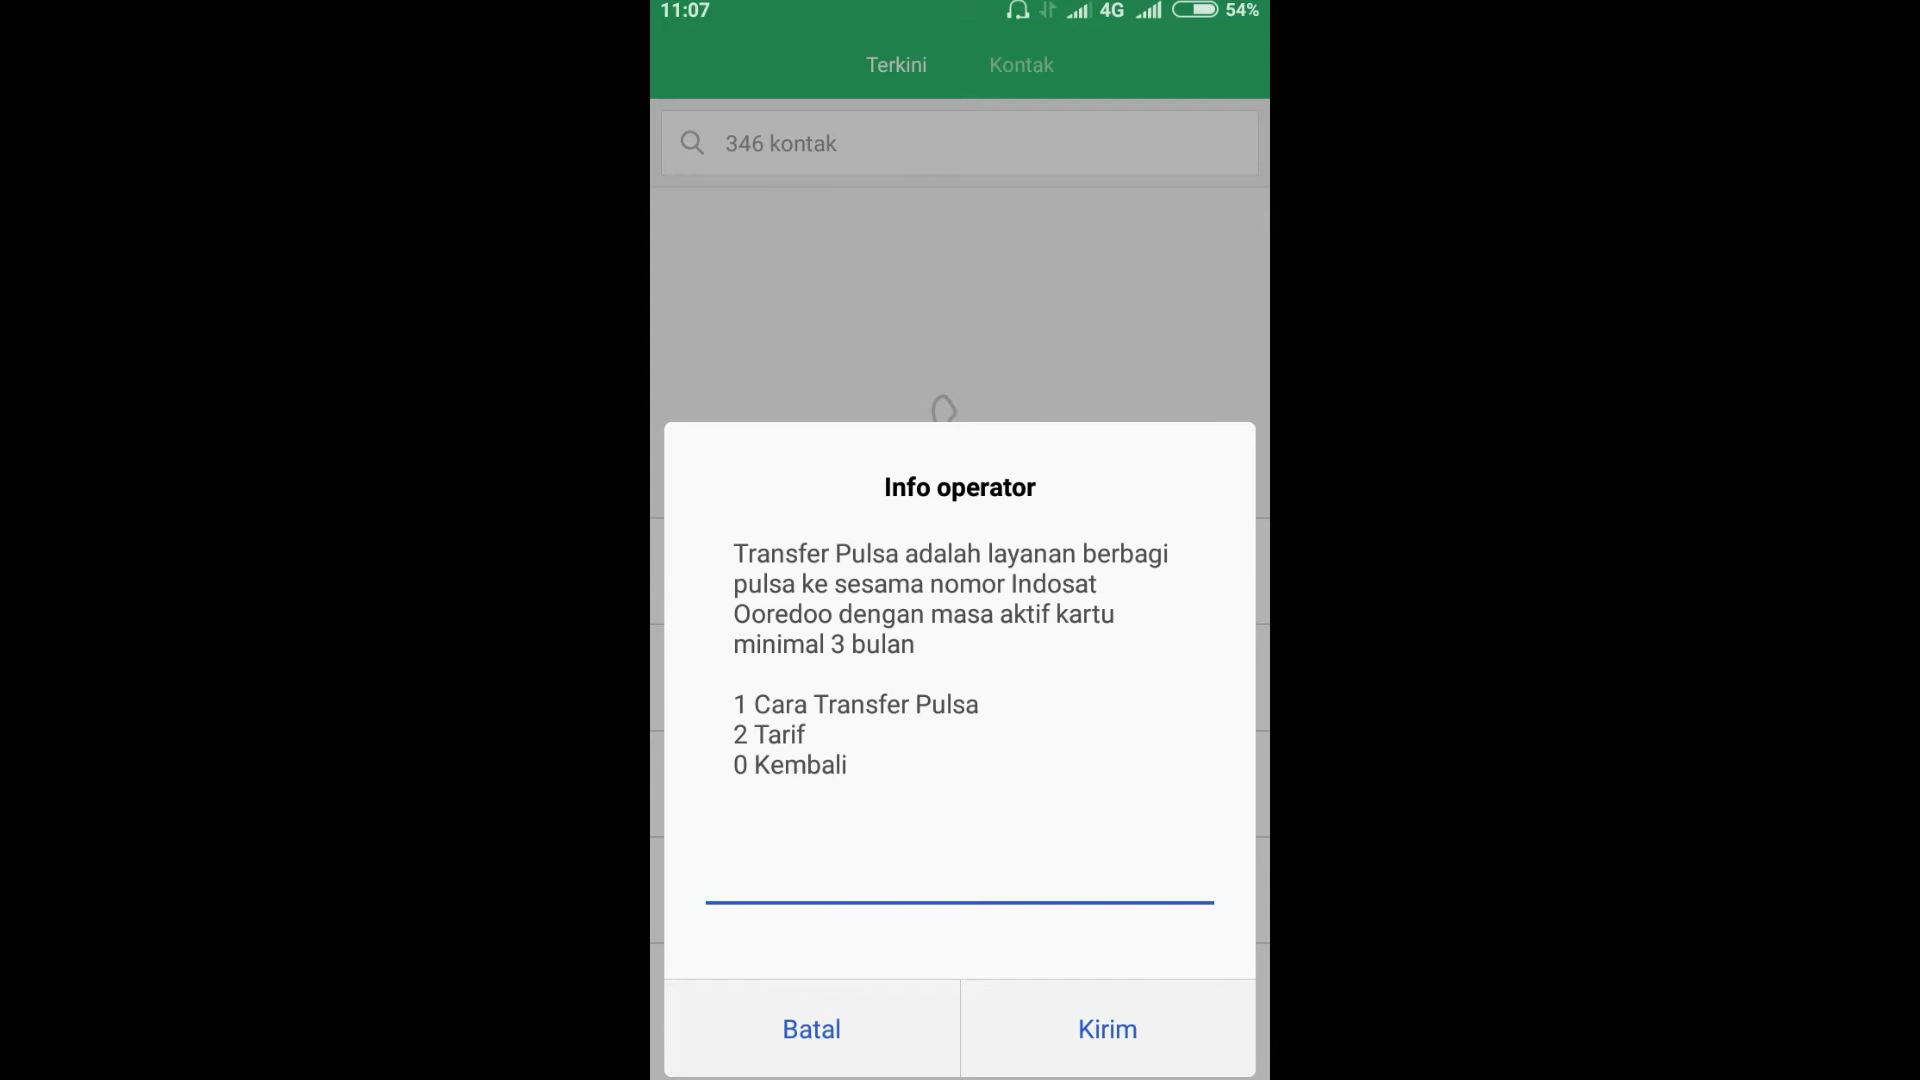 11:07
4G
54%
Terkini
Kontak
346 kontak
Info operator
Transfer Pulsa adalah layanan berbagi
pulsa ke sesama nomor Indosat
Ooredoo dengan masa aktif kartu
minimal 3 bulan
1 Cara Transfer Pulsa
2 Tarif
0 Kembali
Batal
Kirim